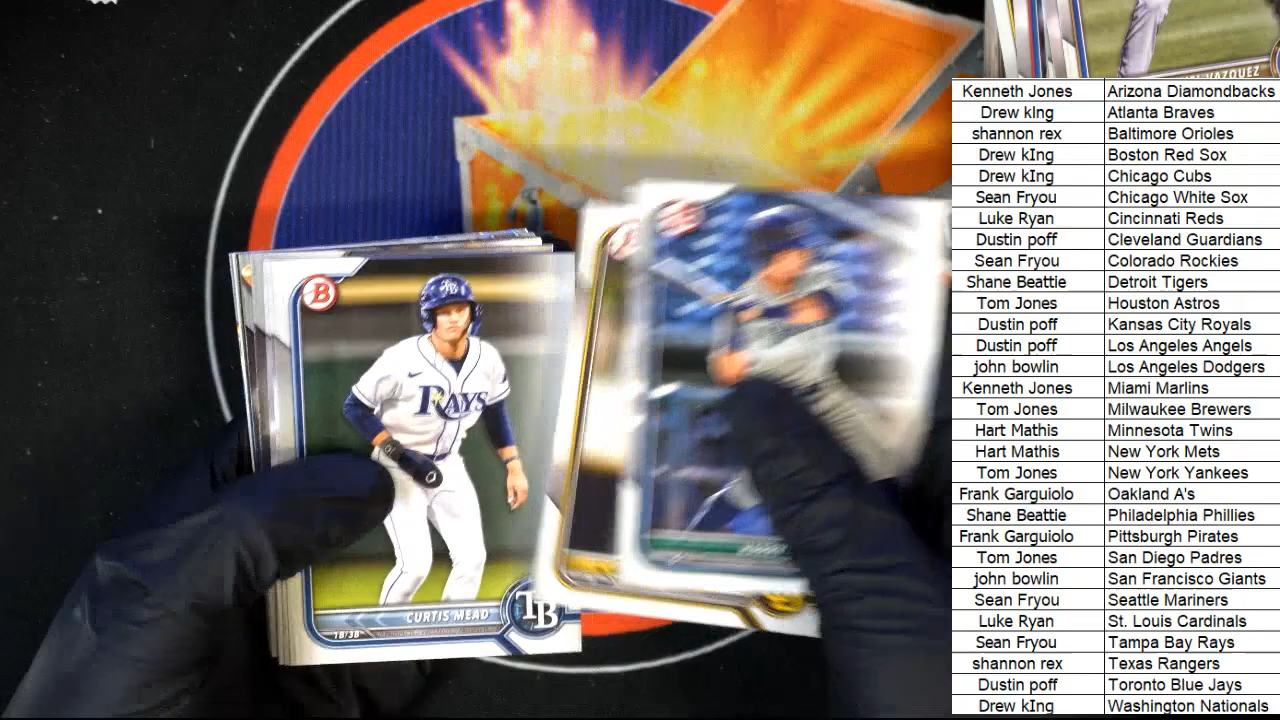 VAZQUEZ
Kenneth Jones Arizona Diamondbacks
Drew kIng Atlanta Braves
shannon rex Baltimore Orioles
Drew kIng Boston Red Sox
Drew kIng Chicago Cubs
Sean Fryou Chicago White Sox
Luke Ryan Cincinnati Reds
Dustin poff Cleveland Guardians
Sean Fryou Colorado Rockies
Shane Beattie Detroit Tigers
Tom Jones Houston Astros
Dustin poff Kansas City Royals
Dustin poff Los Angeles Angels
john bowlin Los Angeles Dodgers
Kenneth Jones Miami Marlins
Tom Jones Milwaukee Brewers
Hart Mathis Minnesota Twins
Hart Mathis New York Mets
Tom Jones New York Yankees
Frank Garguiolo Oakland A's
Shane Beattie Philadelphia Phillies
Frank Garguiolo Pittsburgh Pirates
Tom Jones San Diego Padres
john bowlin San Francisco Giants
Sean Fryou Seattle Mariners
Luke Ryan St. Louis Cardinals
Sean Fryou Tampa Bay Rays
shannon rex Texas Rangers
Dustin poff Toronto Blue Jays
Drew kIng Washington Nationals
B
TB
RAYS
CURTIS MEAD
TB